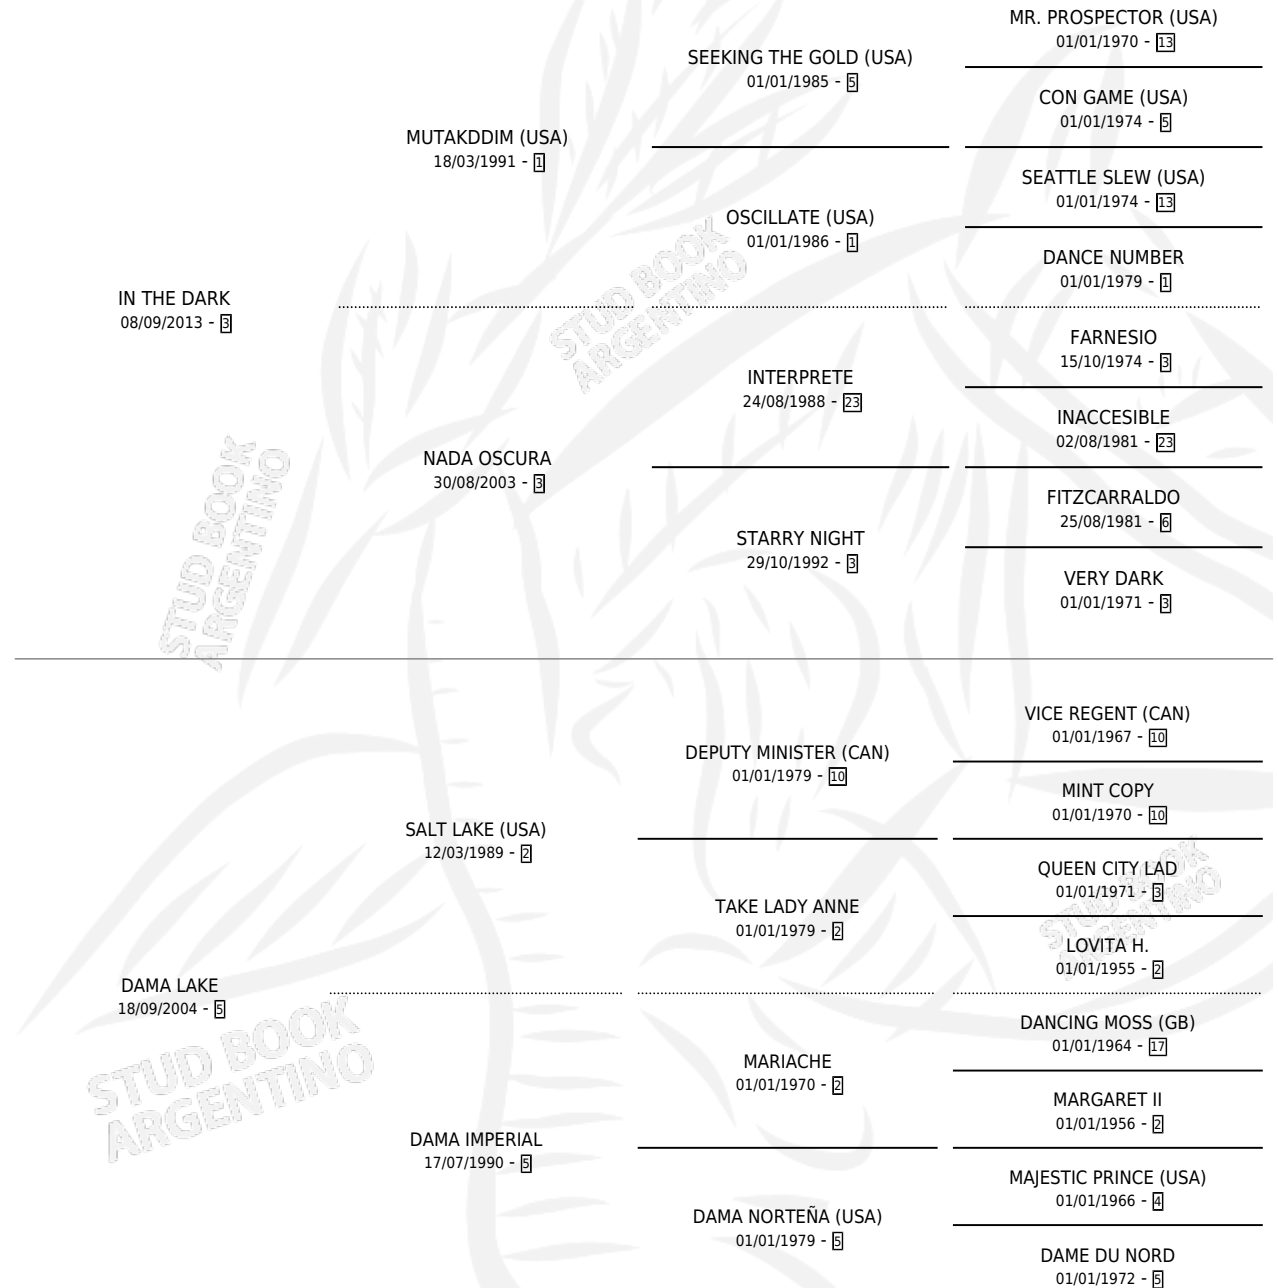 MR. PROSPECTOR (USA)
01/01/1970 - 13
SEEKING THE GOLD (USA)
01/01/1985 - 5
CON GAME (USA)
01/01/1974 - 5
MUTAKDDIM (USA)
18/03/1991 - 1
SEATTLE SLEW (USA)
01/01/1974 - 13
OSCILLATE (USA)
01/01/1986 - 1
DANCE NUMBER
01/01/1979 - 1
IN THE DARK
08/09/2013 - 3
FARNESIO
15/10/1974 - 3
INTERPRETE
24/08/1988 - 23
INACCESIBLE
02/08/1981 - 23
NADA OSCURA
30/08/2003 - 3
FITZCARRALDO
25/08/1981 - 6
STARRY NIGHT
29/10/1992 - 3
VERY DARK
01/01/1971 - 3
VICE REGENT (CAN)
01/01/1967 - 10
DEPUTY MINISTER (CAN)
01/01/1979 - 10
MINT COPY
01/01/1970 - 10
SALT LAKE (USA)
12/03/1989 - 2
QUEEN CITY LAD
01/01/1971 - 3
TAKE LADY ANNE
01/01/1979 - 2
LOVITA H.
01/01/1955 - 2
DAMA LAKE
18/09/2004 - 5
DANCING MOSS (GB)
01/01/1964 - 17
MARIACHE
01/01/1970 - 2
MARGARET II
01/01/1956 - 2
DAMA IMPERIAL
17/07/1990 - 5
MAJESTIC PRINCE (USA)
01/01/1966 - 4
DAMA NORTEÑA (USA)
01/01/1979 - 5
DAME DU NORD
01/01/1972 - 5
STUD BOOK
ARGENTINO
STUD BOOK
ARGENTINO
STUD BOOK
ARGENTINO
STUD BOOK
ARGENTINO